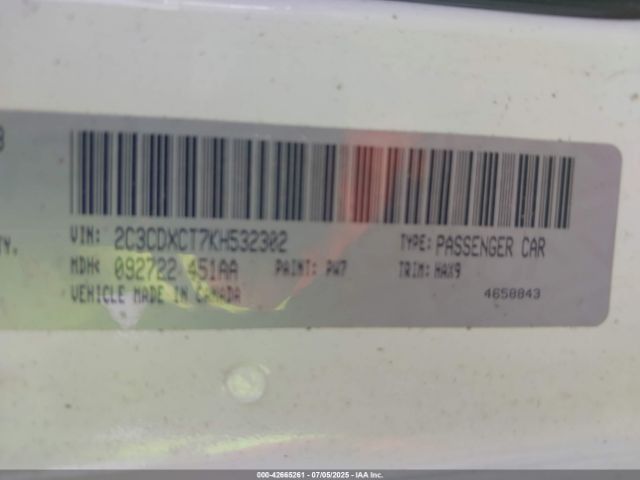 VIN: 2C3CDXCT7KH532302 TYPE: PASSENGER CAR
MDH: 092722 451AA PAINT: PW7 TRIM: HAX9
VEHICLE MADE IN CANADA 4658843
000-42665261 - 07/05/2025 - IAA Inc.